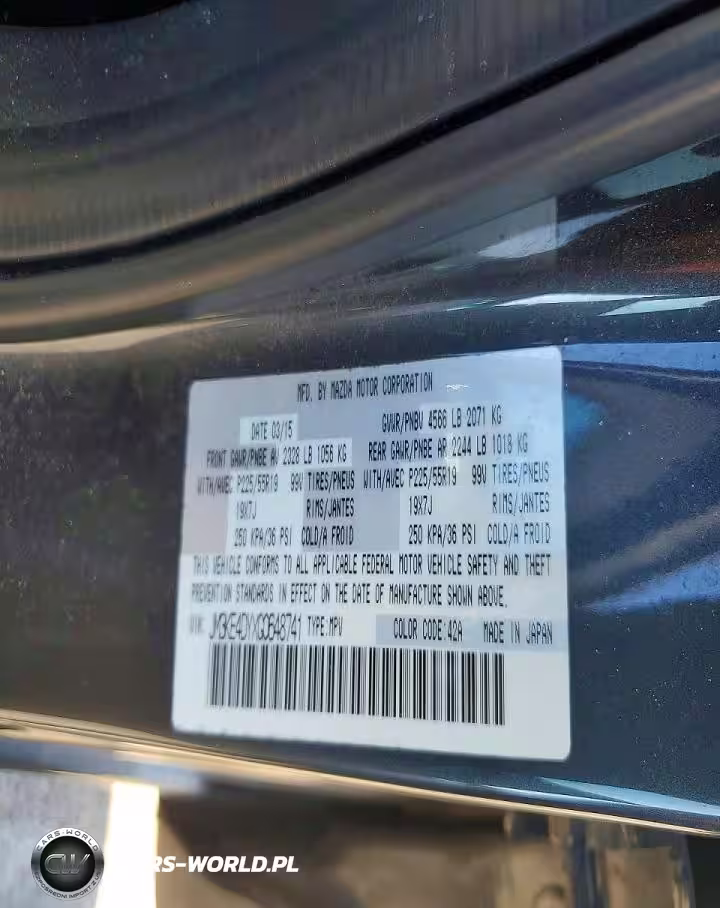 MFD. BY MAZDA MOTOR CORPORATION
DATE 03/15 GVWR/PNBV 4566 LB 2071 KG
FRONT GAWR/PNBE AV 2328 LB 1056 KG REAR GAWR/PNBE AR 2244 LB 1018 KG
WITH/AVEC P225/55R19 99V TIRES/PNEUS WITH/AVEC P225/55R19 99V TIRES/PNEUS
19X7J RIMS/JANTES 19X7J RIMS/JANTES
250 KPA/36 PSI COLD/A FROID 250 KPA/36 PSI COLD/A FROID
THIS VEHICLE CONFORMS TO ALL APPLICABLE FEDERAL MOTOR VEHICLE SAFETY AND THEFT
PREVENTION STANDARDS IN EFFECT ON THE DATE OF MANUFACTURE SHOWN ABOVE.
VIN: TYPE:MPV COLOR CODE:42A MADE IN JAPAN
CARS-WORLD
CW
CARS-WORLD.PL